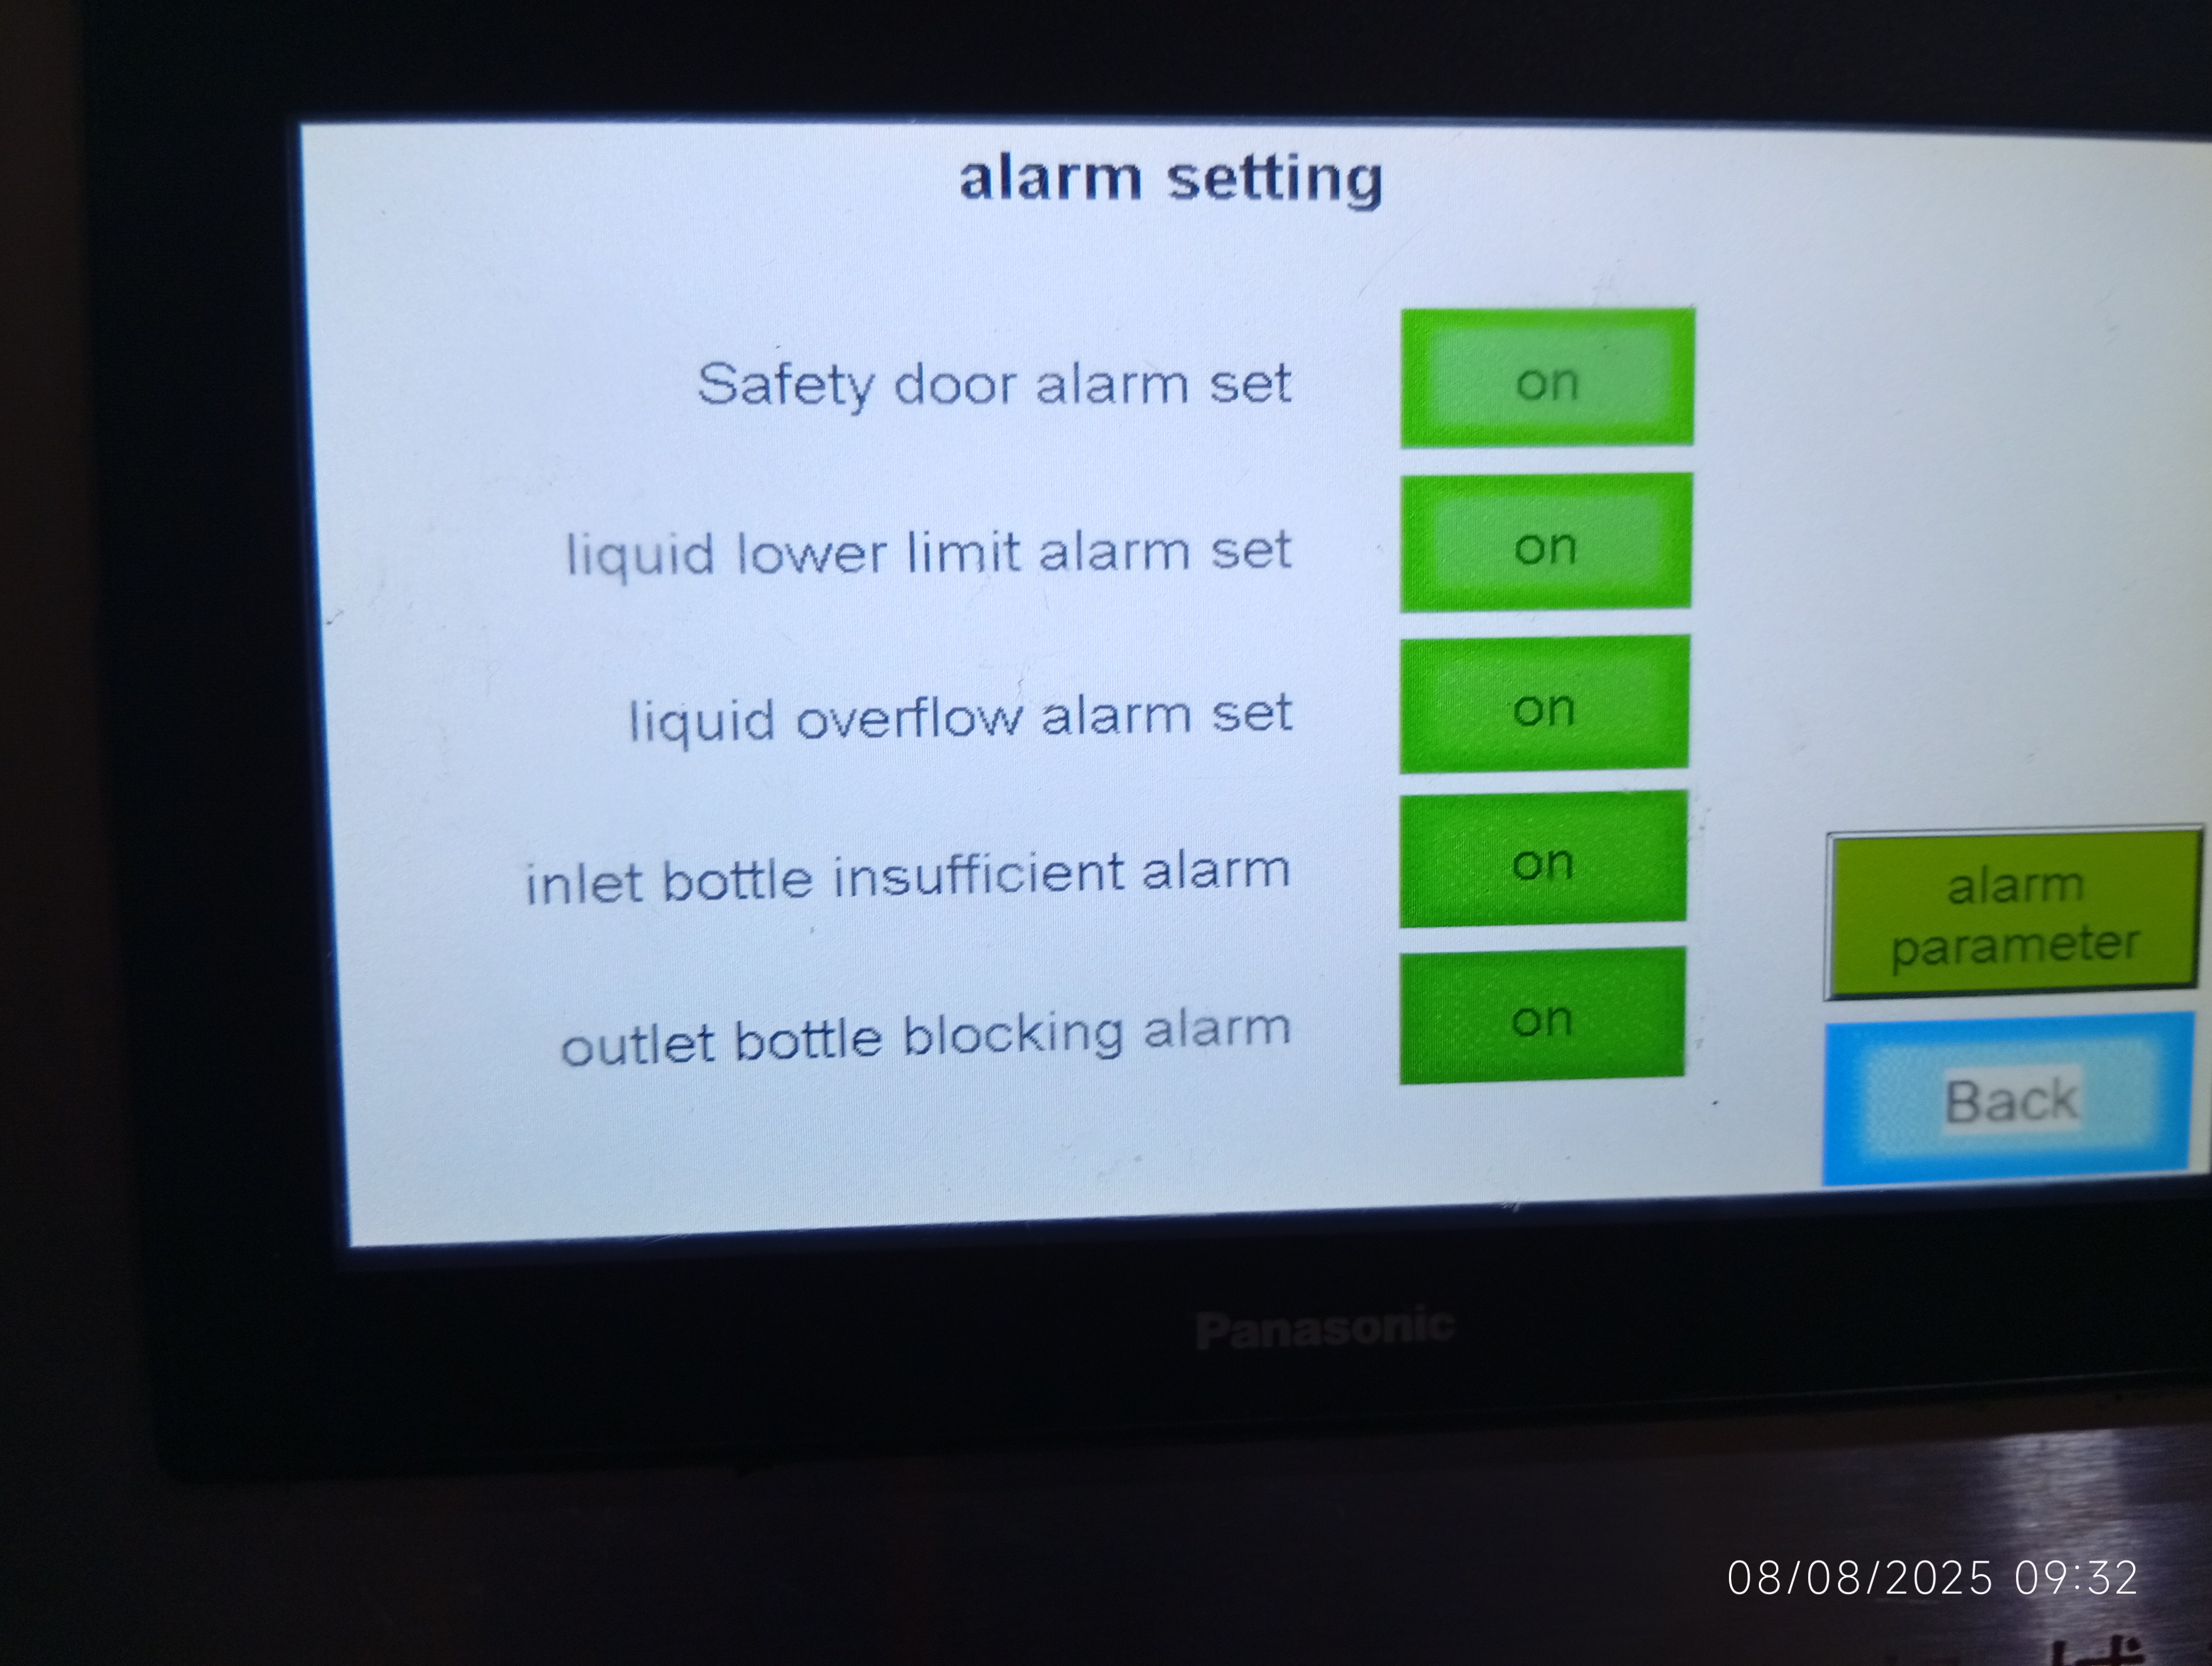 alarm setting
Safety door alarm set on
liquid lower limit alarm set on
liquid overflow alarm set on
inlet bottle insufficient alarm on
outlet bottle blocking alarm on
alarm
parameter
Back
Panasonic
08/08/2025 09:32